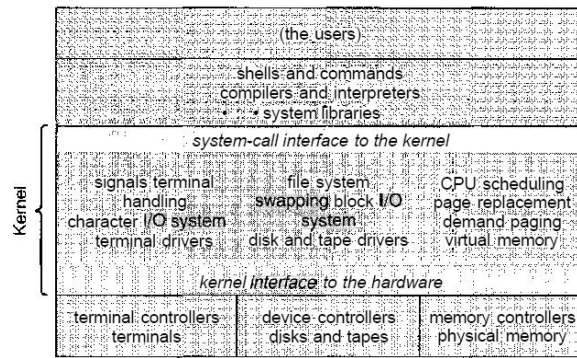 (the users)
shells and commands
compilers and interpreters
system libraries
system-call interface to the kernel
Kernel
signals terminal
handling
character I/O system
terminal drivers
file system
swapping block I/O
system
disk and tape drivers
CPU scheduling
page replacement
demand paging
virtual memory
kernel interface to the hardware
terminal controllers
terminals
device controllers
disks and tapes
memory controllers
physical memory